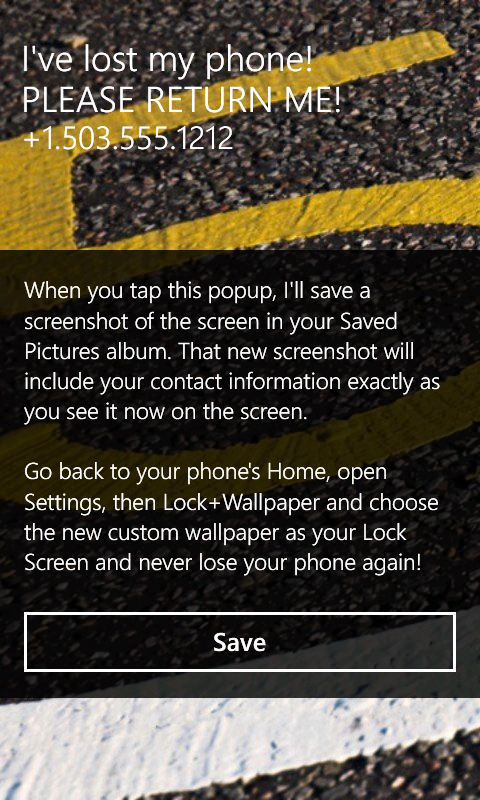 I've lost my phone!
PLEASE RETURN ME!
+1.503.555.1212
When you tap this popup, I'll save a
screenshot of the screen in your Saved
Pictures album. That new screenshot will
include your contact information exactly as
you see it now on the screen.
Go back to your phone's Home, open
Settings, then Lock+Wallpaper and choose
the new custom wallpaper as your Lock
Screen and never lose your phone again!
Save